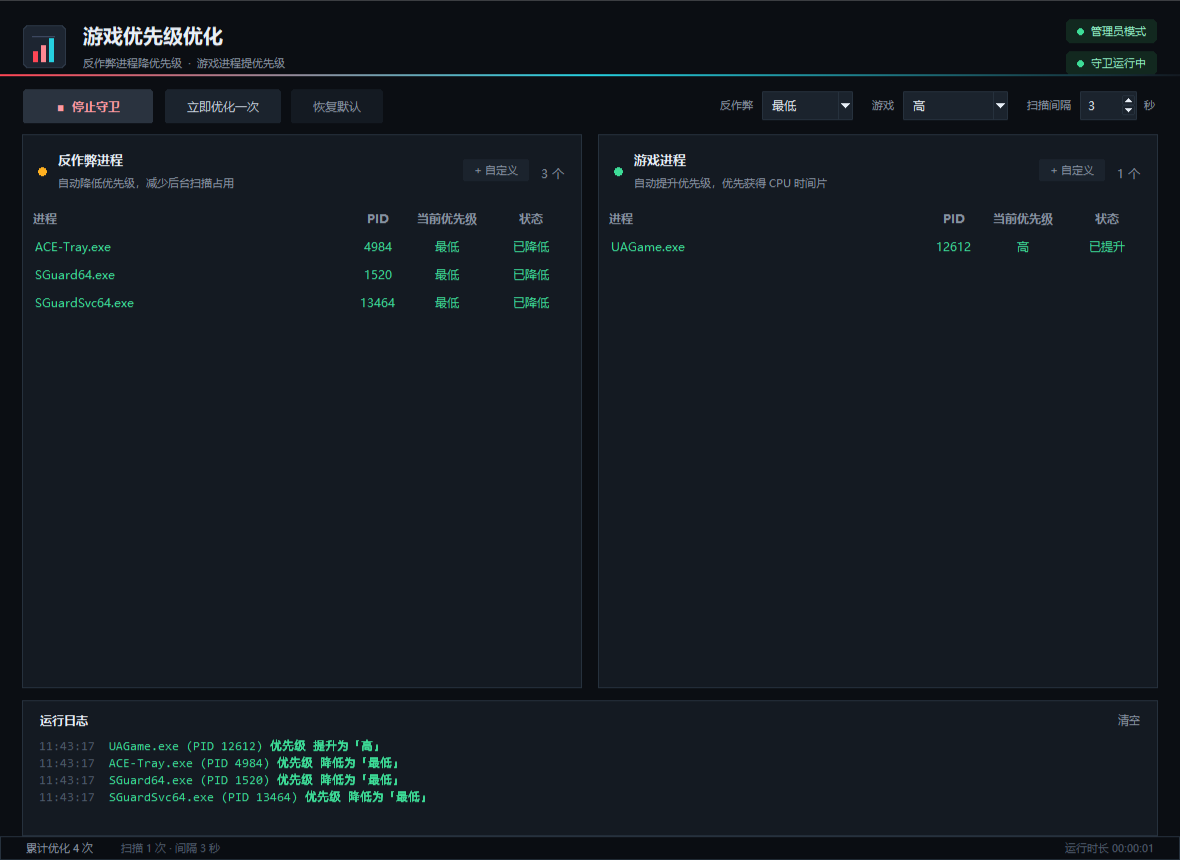 游戏优先级优化
反作弊进程降优先级 · 游戏进程提优先级
● 管理员模式
● 守卫运行中
■ 停止守卫
立即优化一次
恢复默认
反作弊 最低
游戏 高
扫描间隔 3 秒
反作弊进程
自动降低优先级，减少后台扫描占用
+ 自定义
3 个
进程 PID 当前优先级 状态
ACE-Tray.exe 4984 最低 已降低
SGuard64.exe 1520 最低 已降低
SGuardSvc64.exe 13464 最低 已降低
游戏进程
自动提升优先级，优先获得 CPU 时间片
+ 自定义
1 个
进程 PID 当前优先级 状态
UAGame.exe 12612 高 已提升
运行日志
清空
11:43:17 UAGame.exe (PID 12612) 优先级 提升为「高」
11:43:17 ACE-Tray.exe (PID 4984) 优先级 降低为「最低」
11:43:17 SGuard64.exe (PID 1520) 优先级 降低为「最低」
11:43:17 SGuardSvc64.exe (PID 13464) 优先级 降低为「最低」
累计优化 4 次
扫描 1 次 · 间隔 3 秒
运行时长 00:00:01